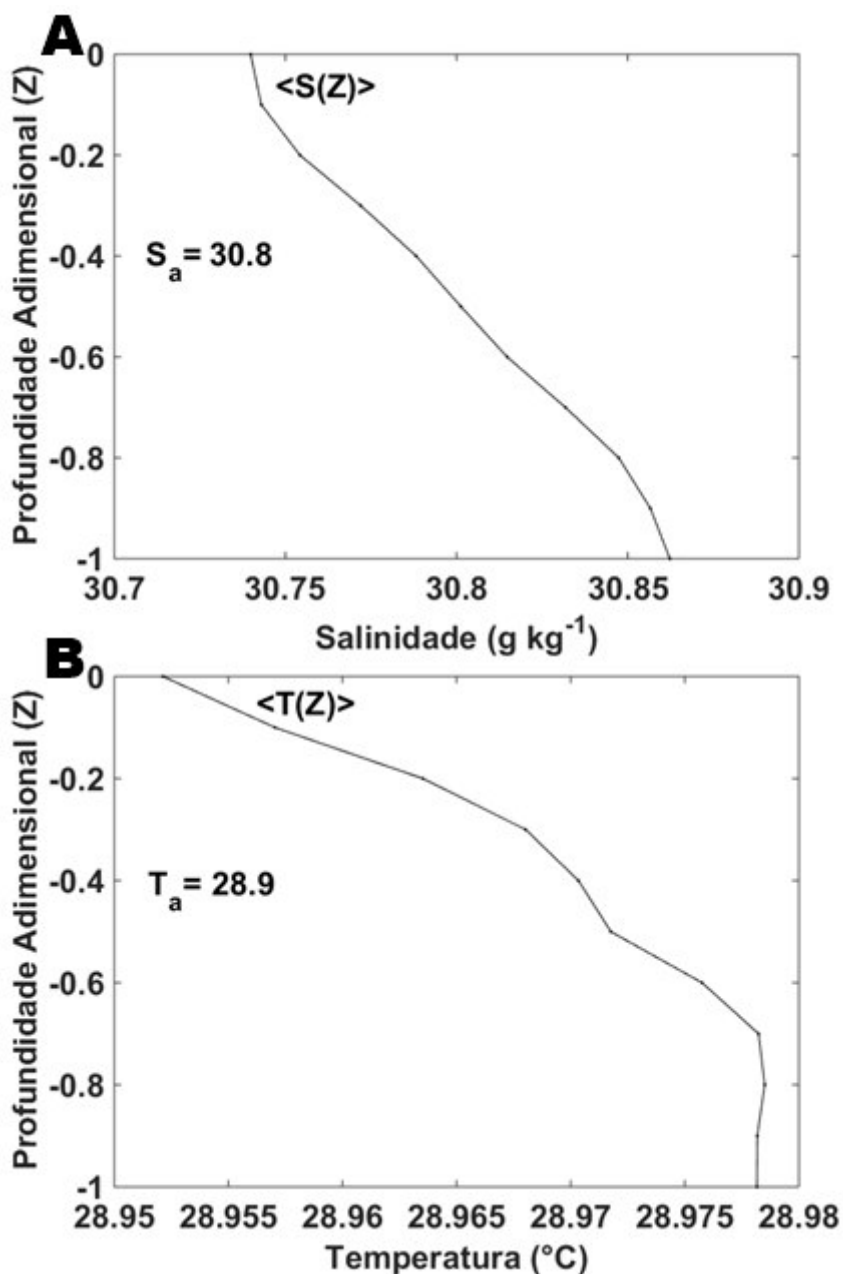 A
Profundidade Adimensional (Z)
0
-0.2
-0.4
-0.6
-0.8
-1
<S(Z)>
Sa= 30.8
30.7 30.75 30.8 30.85 30.9
Salinidade (g kg-1)
B
Profundidade Adimensional (Z)
0
-0.2
-0.4
-0.6
-0.8
-1
<T(Z)>
Ta= 28.9
28.95 28.955 28.96 28.965 28.97 28.975 28.98
Temperatura (°C)